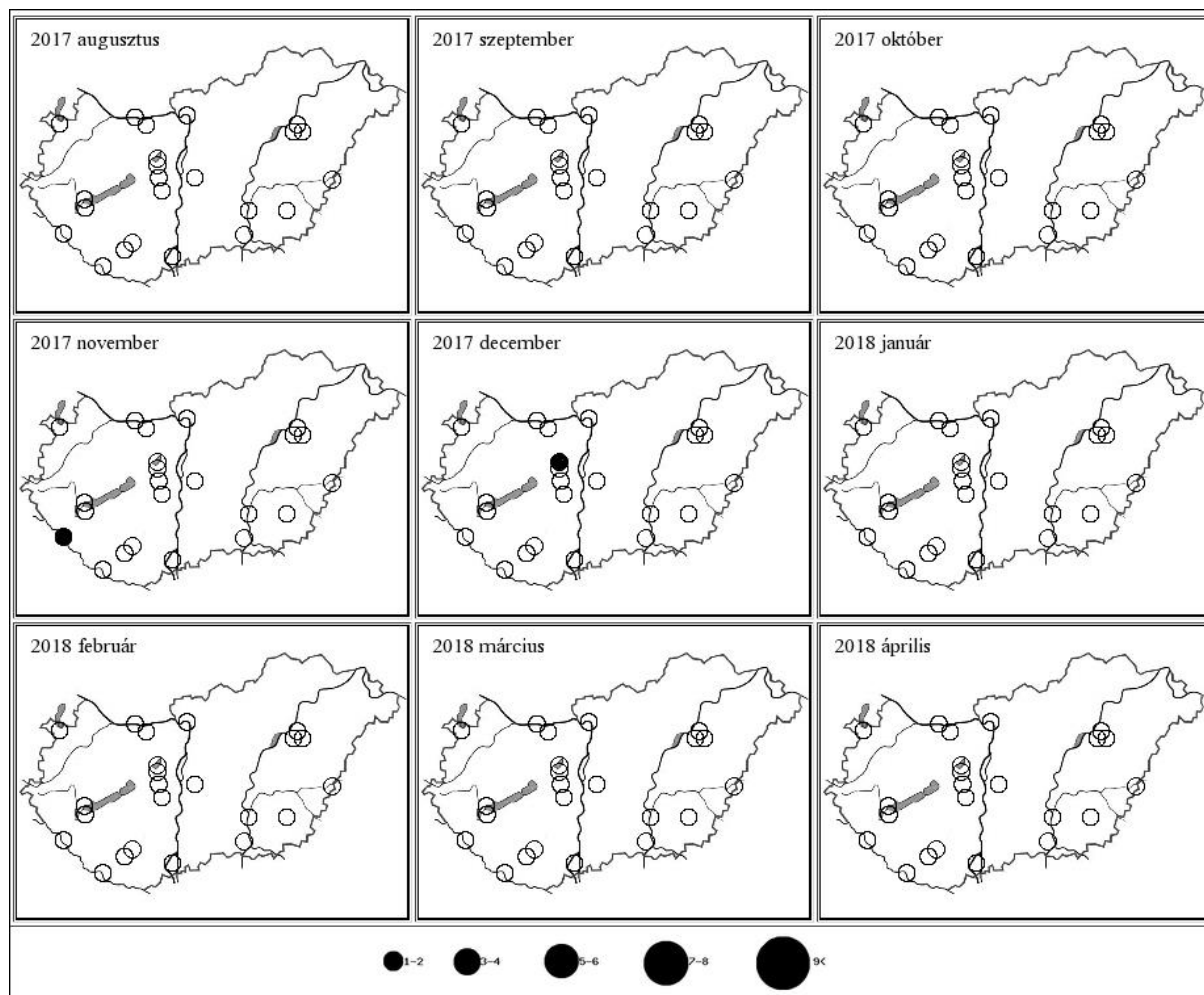 2017 augusztus
2017 szeptember
2017 október
2017 november
2017 december
2018 január
2018 február
2018 március
2018 április
1-2 3-4 5-6 7-8 9<